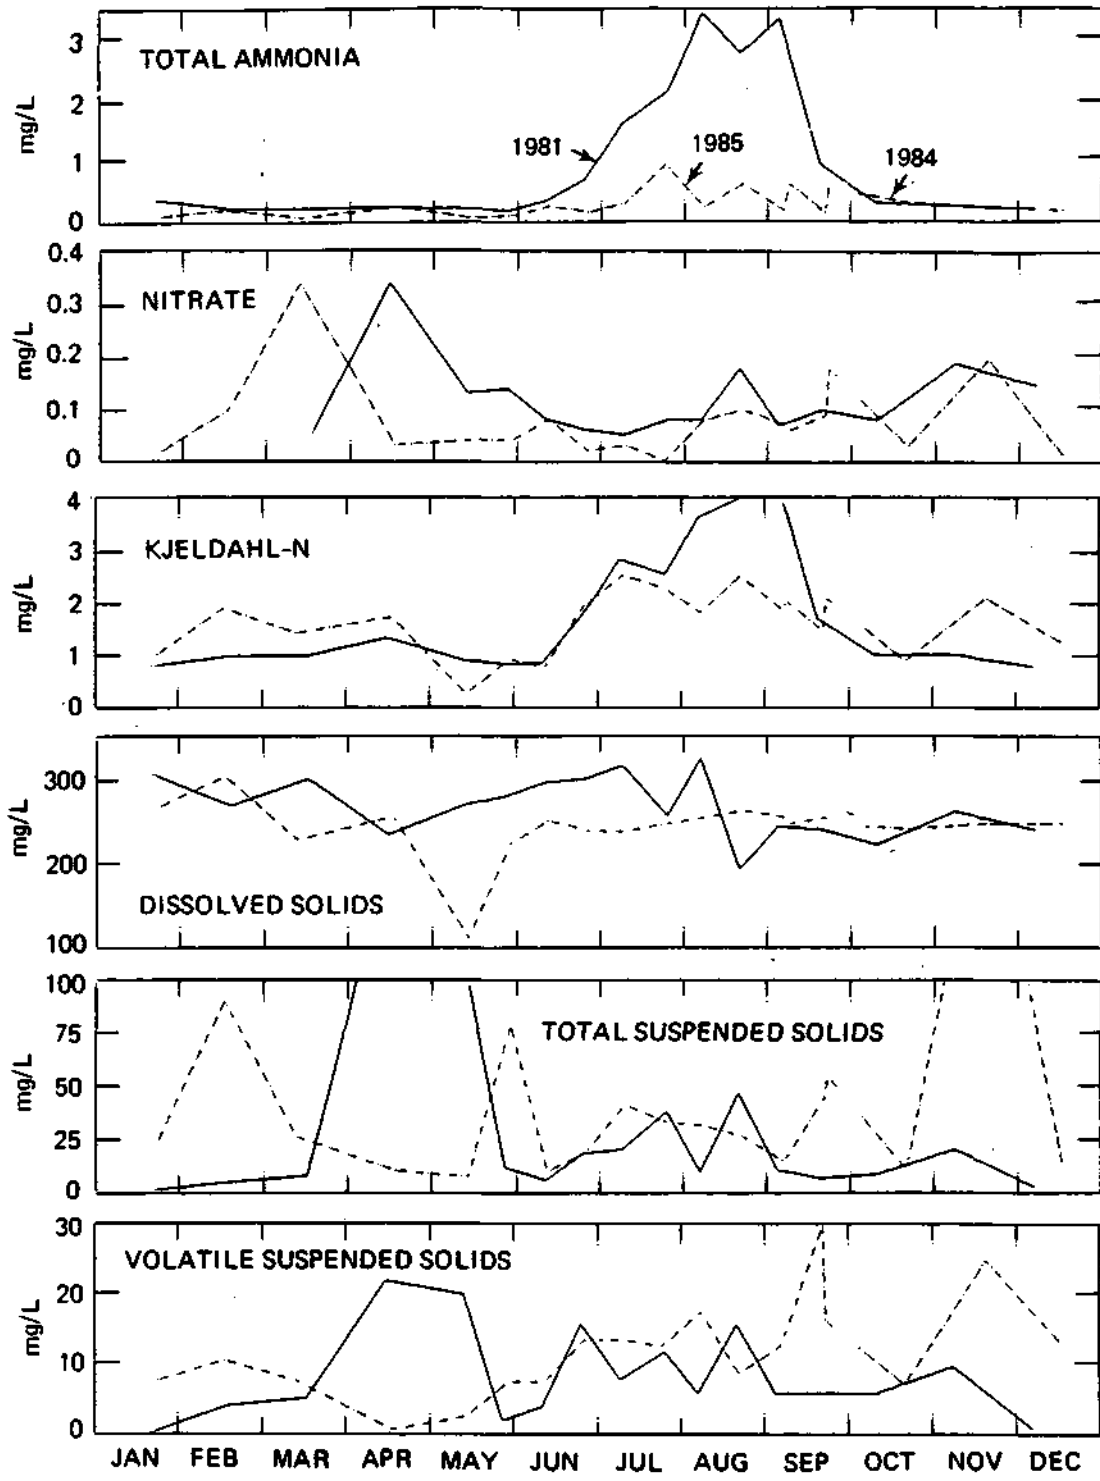 3
TOTAL AMMONIA
2
mg/L
1981
1985
1984
1
0
0.4
NITRATE
0.3
mg/L
0.2
0.1
0
4
KJELDAHL-N
3
mg/L
2
1
0
300
mg/L
200
DISSOLVED SOLIDS
100
100
TOTAL SUSPENDED SOLIDS
75
mg/L
50
25
0
30
VOLATILE SUSPENDED SOLIDS
20
mg/L
10
0
JAN FEB MAR APR MAY JUN JUL AUG SEP OCT NOV DEC